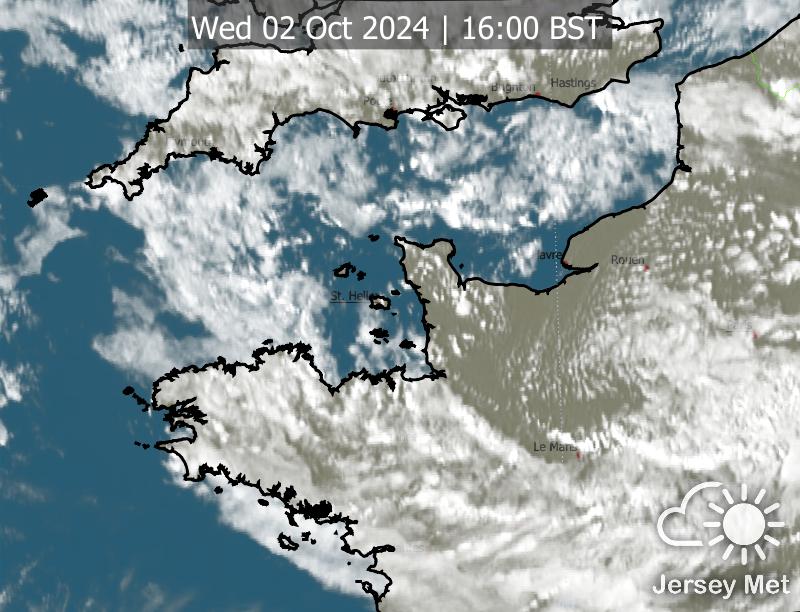 Wed 02 Oct 2024 | 16:00 BST
Hastings
Brighton
St. Helier
Rouen
Le Mans
Jersey Met